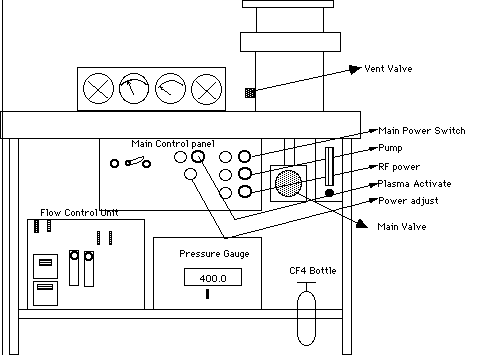 Vent Valve
Main Power Switch
Main Control panel
Pump
RF power
Plasma Activate
Power adjust
Flow Control Unit
Main Valve
Pressure Gauge
400.0
CF4 Bottle